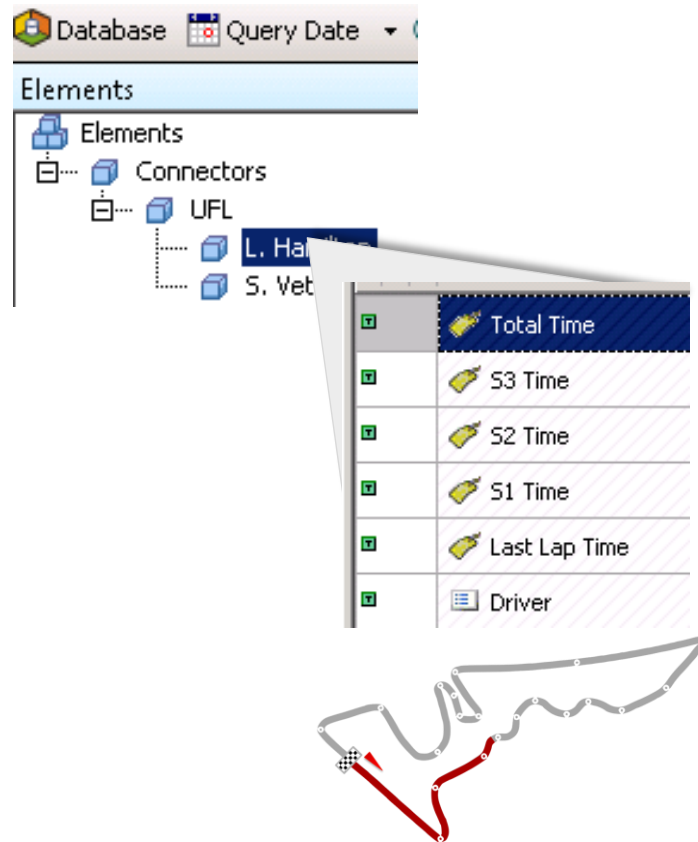 Database Query Date
Elements
Elements
Connectors
UFL
L.
S.
Total Time
S3 Time
S2 Time
S1 Time
Last Lap Time
Driver